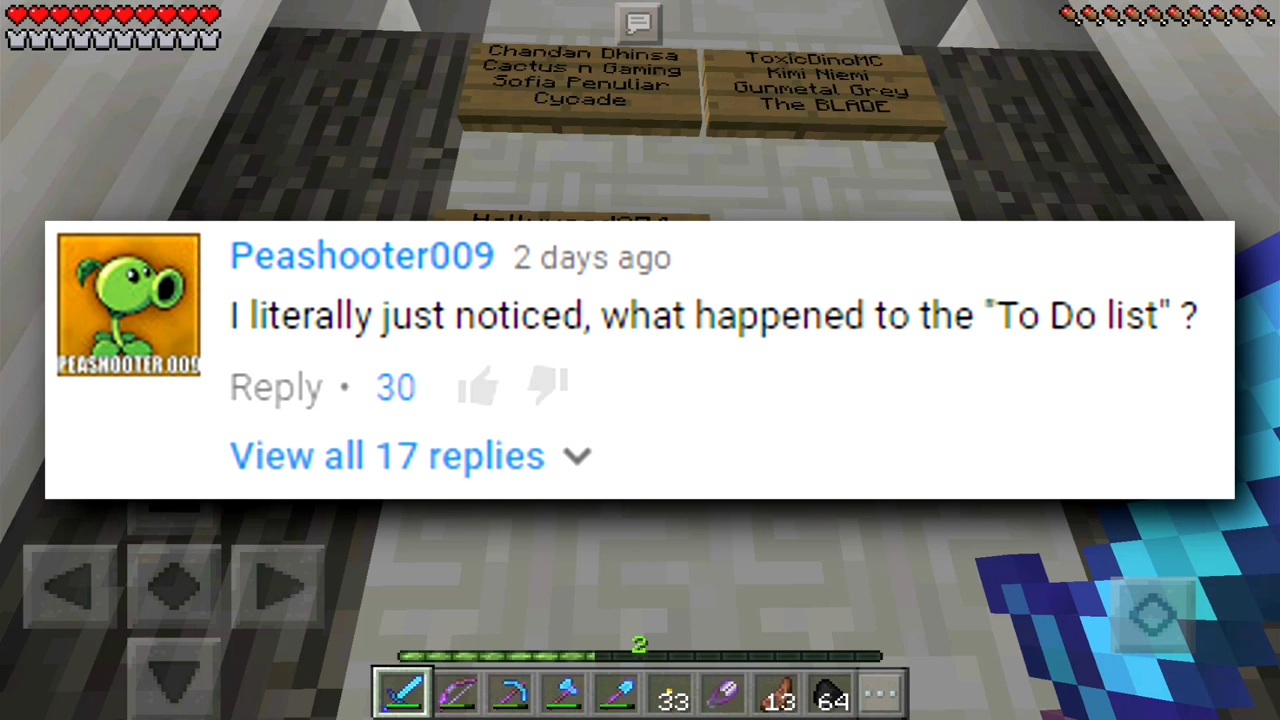 Chandan Dhinsa
Cactus n Gaming
Sofia Penuliar
Cycade
ToxicDinoMC
Kimi Niemi
Gunmetal Grey
The BLADE
Peashooter009 2 days ago
I literally just noticed, what happened to the "To Do list" ?
PEASHOOTER 009
Reply • 30
View all 17 replies
2
33
13
64